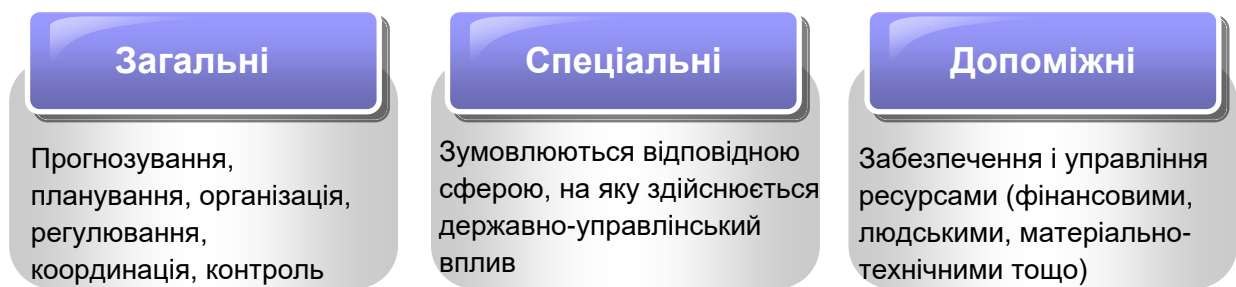 Загальні
Прогнозування,
планування, організація,
регулювання,
координація, контроль
Спеціальні
Зумовлюються відповідною
сферою, на яку здійснюється
державно-управлінський
вплив
Допоміжні
Забезпечення і управління
ресурсами (фінансовими,
людськими, матеріально-
технічними тощо)